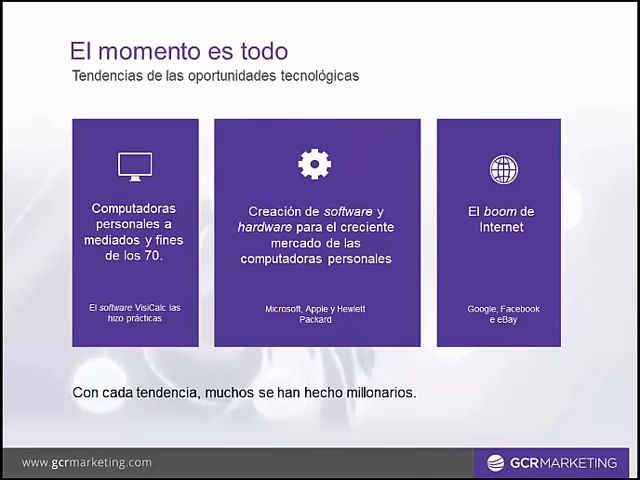 El momento es todo
Tendencias de las oportunidades tecnológicas
Computadoras
personales a
mediados y fines
de los 70.
El software VisiCalc las
hizo prácticas
Creación de software y
hardware para el creciente
mercado de las
computadoras personales
Microsoft, Apple y Hewlett
Packard
El boom de
Internet
Google, Facebook
e eBay
Con cada tendencia, muchos se han hecho millonarios.
www.gcrmarketing.com
GCRMARKETING